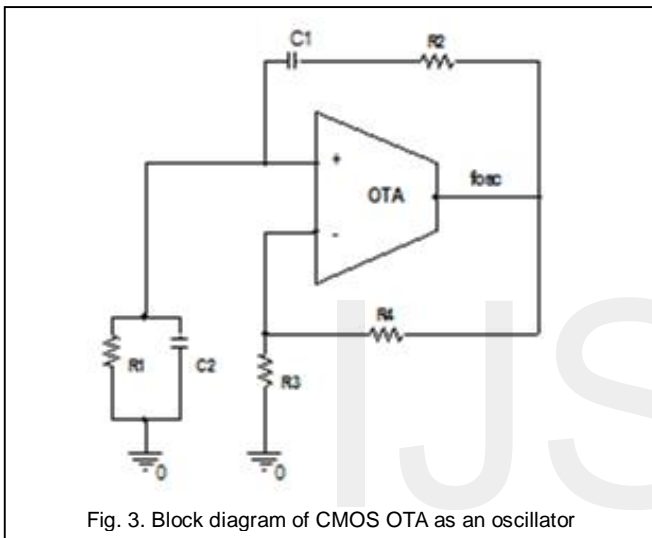 C1
R2
+
OTA
fosc
-
R4
R1
C2
R3
0
0
IJS
Fig. 3. Block diagram of CMOS OTA as an oscillator